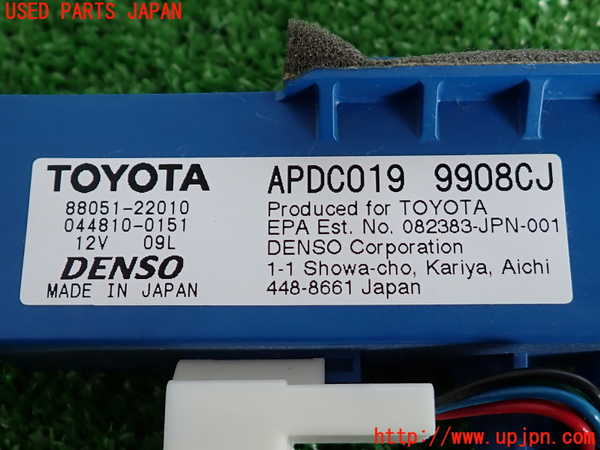 USED PARTS JAPAN
TOYOTA
88051-22010
044810-0151
12V 09L
DENSO
MADE IN JAPAN
APDC019 9908CJ
Produced for TOYOTA
EPA Est. No. 082383-JPN-001
DENSO Corporation
1-1 Showa-cho, Kariya, Aichi
448-8661 Japan
http://www.upjpn.com/